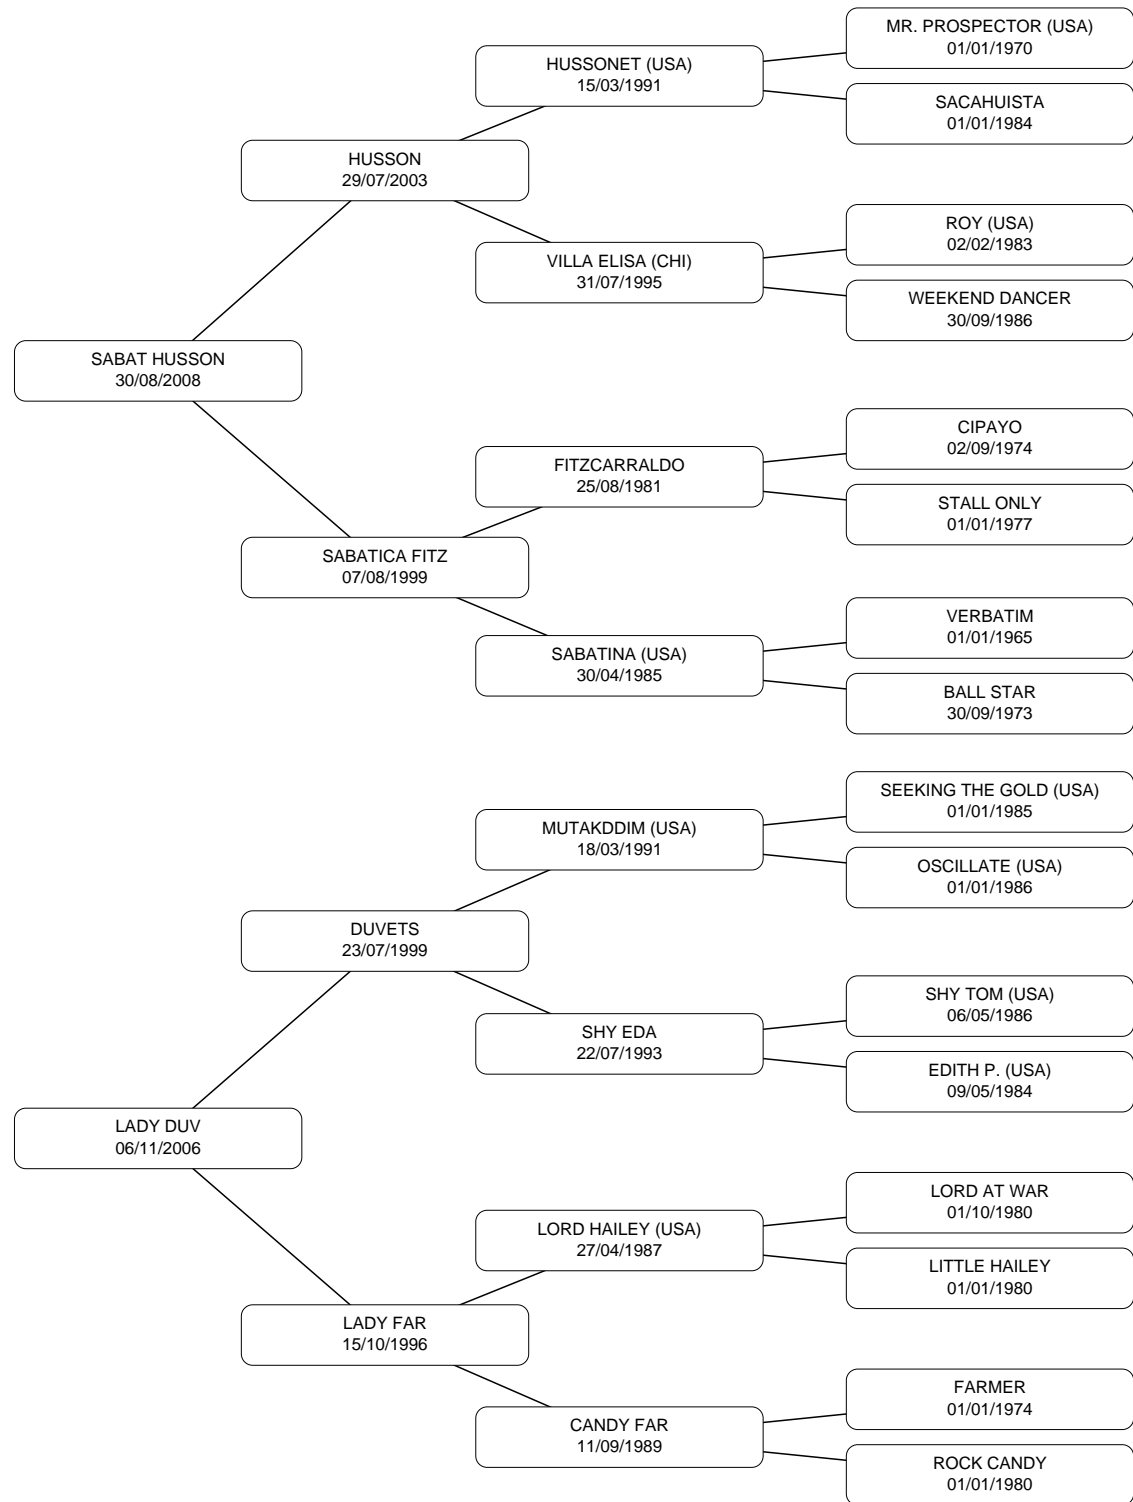 MR. PROSPECTOR (USA)
01/01/1970
HUSSONET (USA)
15/03/1991
SACAHUISTA
01/01/1984
HUSSON
29/07/2003
ROY (USA)
02/02/1983
VILLA ELISA (CHI)
31/07/1995
WEEKEND DANCER
30/09/1986
SABAT HUSSON
30/08/2008
CIPAYO
02/09/1974
FITZCARRALDO
25/08/1981
STALL ONLY
01/01/1977
SABATICA FITZ
07/08/1999
VERBATIM
01/01/1965
SABATINA (USA)
30/04/1985
BALL STAR
30/09/1973
SEEKING THE GOLD (USA)
01/01/1985
MUTAKDDIM (USA)
18/03/1991
OSCILLATE (USA)
01/01/1986
DUVETS
23/07/1999
SHY TOM (USA)
06/05/1986
SHY EDA
22/07/1993
EDITH P. (USA)
09/05/1984
LADY DUV
06/11/2006
LORD AT WAR
01/10/1980
LORD HAILEY (USA)
27/04/1987
LITTLE HAILEY
01/01/1980
LADY FAR
15/10/1996
FARMER
01/01/1974
CANDY FAR
11/09/1989
ROCK CANDY
01/01/1980